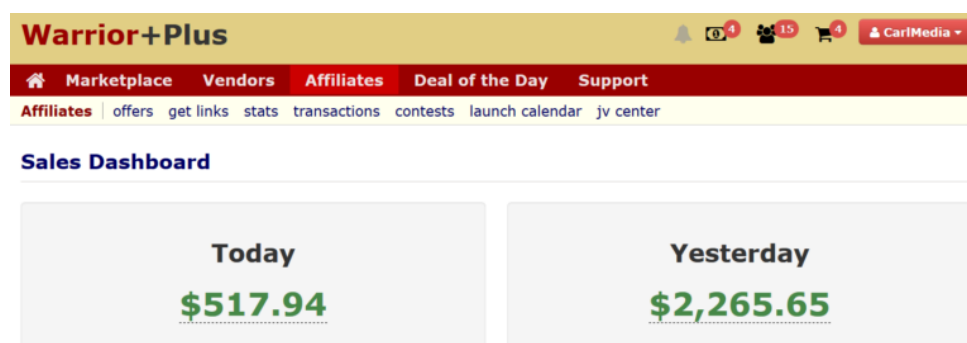 Warrior+Plus 4 15 4 CarlMedia
Marketplace Vendors Affiliates Deal of the Day Support
Affiliates offers get links stats transactions contests launch calendar jv center
Sales Dashboard
Today Yesterday
$517.94 $2,265.65